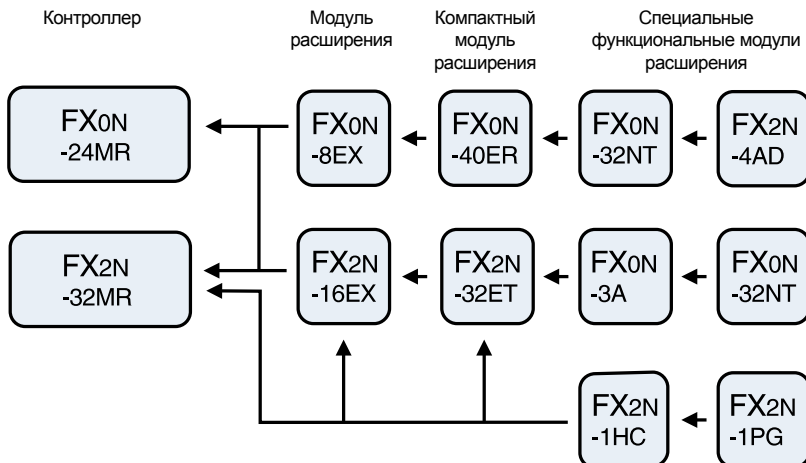 Контроллер
Модуль
расширения
Компактный
модуль
расширения
Специальные
функциональные модули
расширения
FX0N
-24MR
FX0N
-8EX
FX0N
-40ER
FX0N
-32NT
FX2N
-4AD
FX2N
-32MR
FX2N
-16EX
FX2N
-32ET
FX0N
-3A
FX0N
-32NT
FX2N
-1HC
FX2N
-1PG